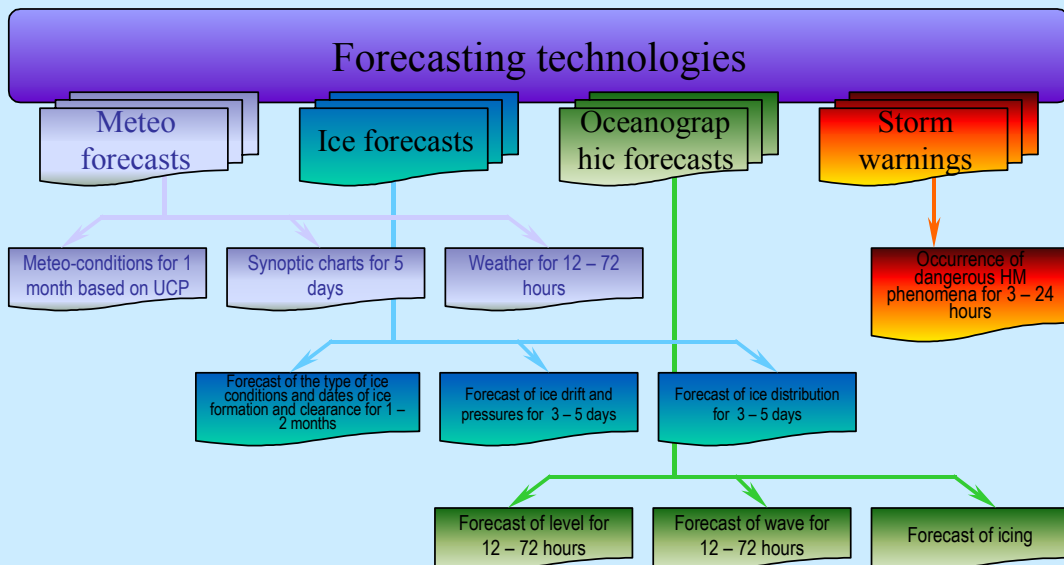 Forecasting technologies
Meteo
forecasts
Ice forecasts
Oceanograp
hic forecasts
Storm
warnings
Meteo-conditions for 1
month based on UCP
Synoptic charts for 5
days
Weather for 12 – 72
hours
Occurrence of
dangerous HM
phenomena for 3 – 24
hours
Forecast of the type of ice
conditions and dates of ice
formation and clearance for 1 –
2 months
Forecast of ice drift and
pressures for 3 – 5 days
Forecast of ice distribution
for 3 – 5 days
Forecast of level for
12 – 72 hours
Forecast of wave for
12 – 72 hours
Forecast of icing